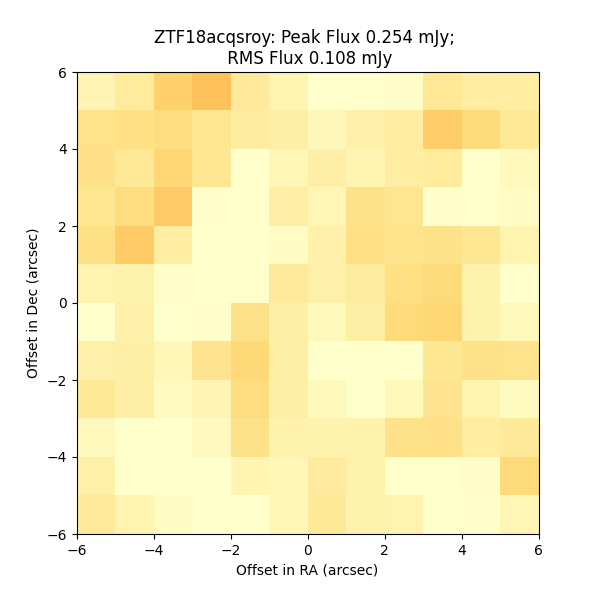 ZTF18acqsroy: Peak Flux 0.254 mJy;
RMS Flux 0.108 mJy
6
4
2
0
−2
−4
−6
Offset in Dec (arcsec)
−6 −4 −2 0 2 4 6
Offset in RA (arcsec)